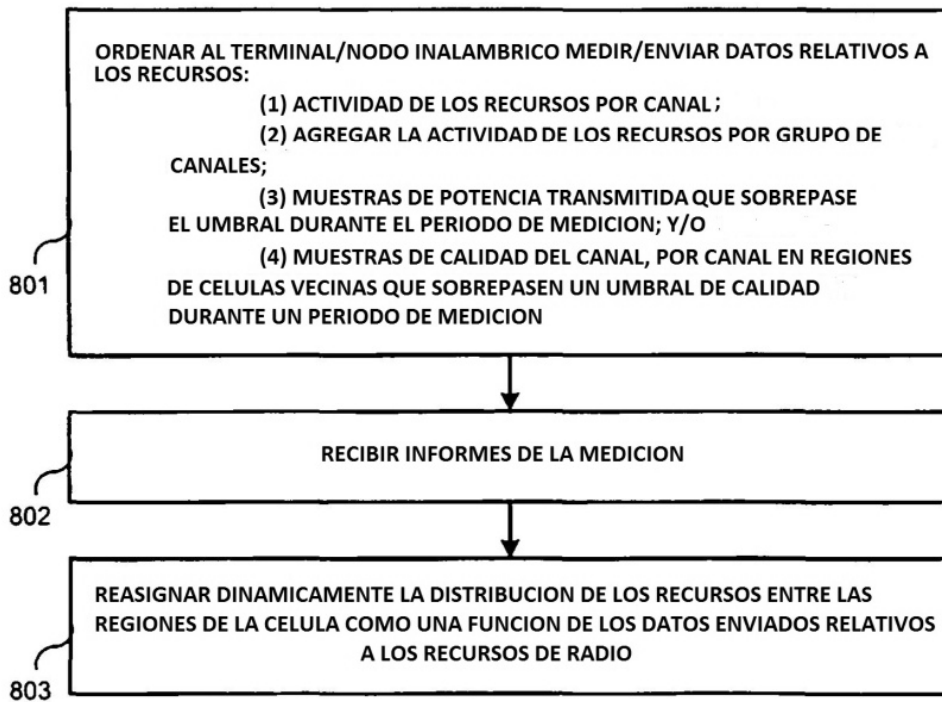 ORDENAR AL TERMINAL/NODO INALAMBRICO MEDIR/ENVIAR DATOS RELATIVOS A
LOS RECURSOS:
(1) ACTIVIDAD DE LOS RECURSOS POR CANAL;
(2) AGREGAR LA ACTIVIDAD DE LOS RECURSOS POR GRUPO DE
CANALES;
(3) MUESTRAS DE POTENCIA TRANSMITIDA QUE SOBREPASE
EL UMBRAL DURANTE EL PERIODO DE MEDICION; Y/O
(4) MUESTRAS DE CALIDAD DEL CANAL, POR CANAL EN REGIONES
DE CELULAS VECINAS QUE SOBREPASEN UN UMBRAL DE CALIDAD
DURANTE UN PERIODO DE MEDICION
801
RECIBIR INFORMES DE LA MEDICION
802
REASIGNAR DINAMICAMENTE LA DISTRIBUCION DE LOS RECURSOS ENTRE LAS
REGIONES DE LA CELULA COMO UNA FUNCION DE LOS DATOS ENVIADOS RELATIVOS
A LOS RECURSOS DE RADIO
803